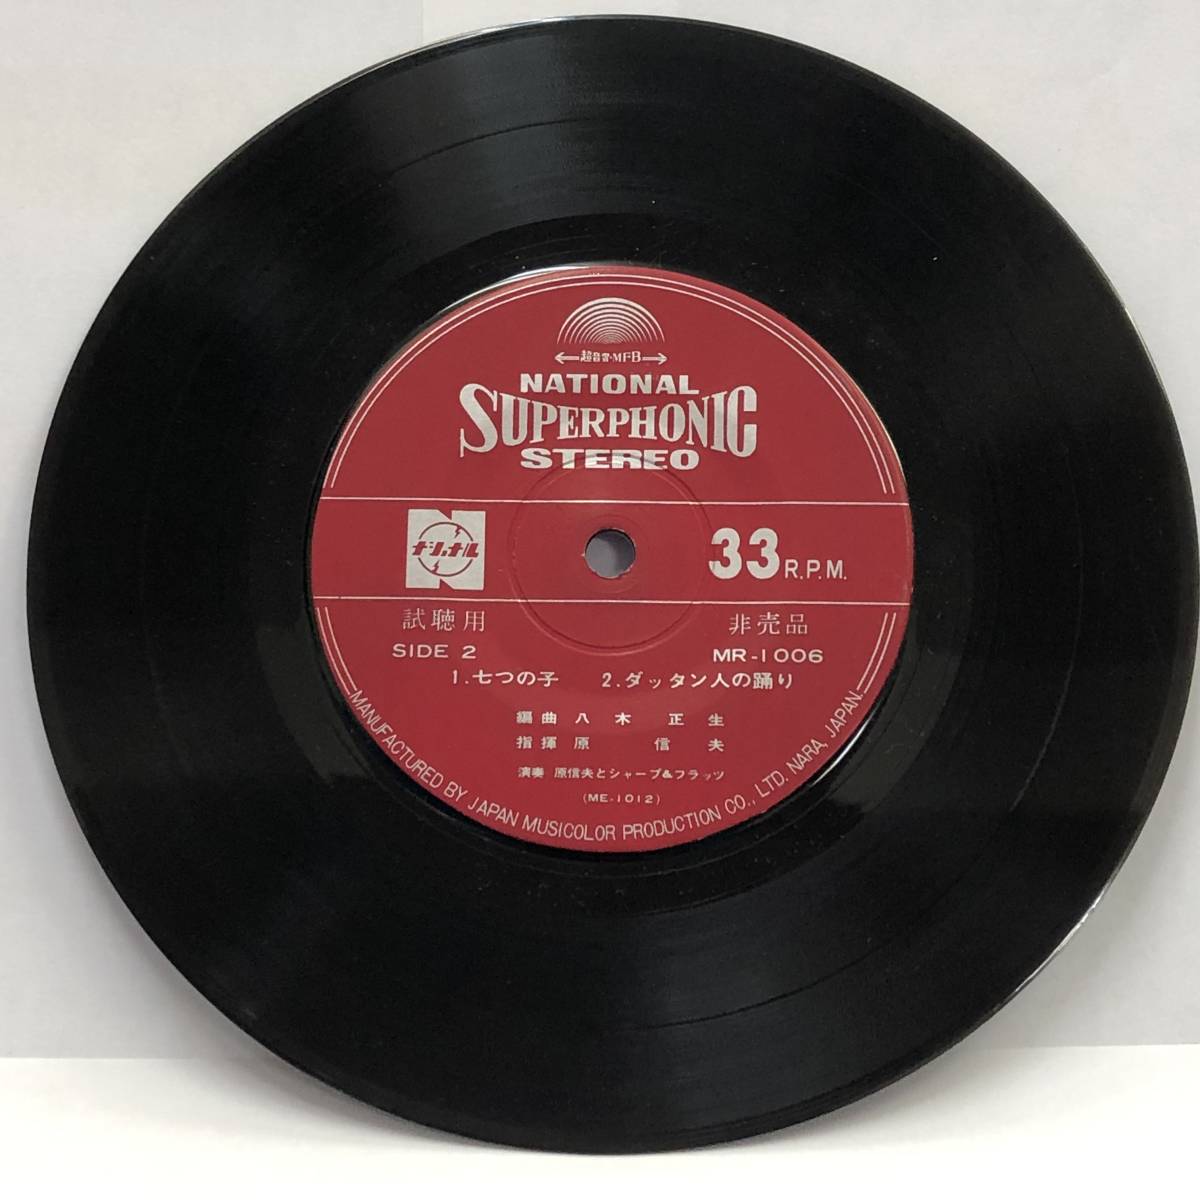 ←超音響・MFB→
NATIONAL
SUPERPHONIC
STEREO
ナショナル
33 R.P.M.
試聴用 非売品
SIDE 2 MR-1006
1.七つの子 2.ダッタン人の踊り
編曲 八木 正生
指揮 原 信夫
演奏 原信夫とシャープ&フラッツ
(ME-1012)
MANUFACTURED BY JAPAN MUSICOLOR PRODUCTION CO., LTD. NARA, JAPAN.